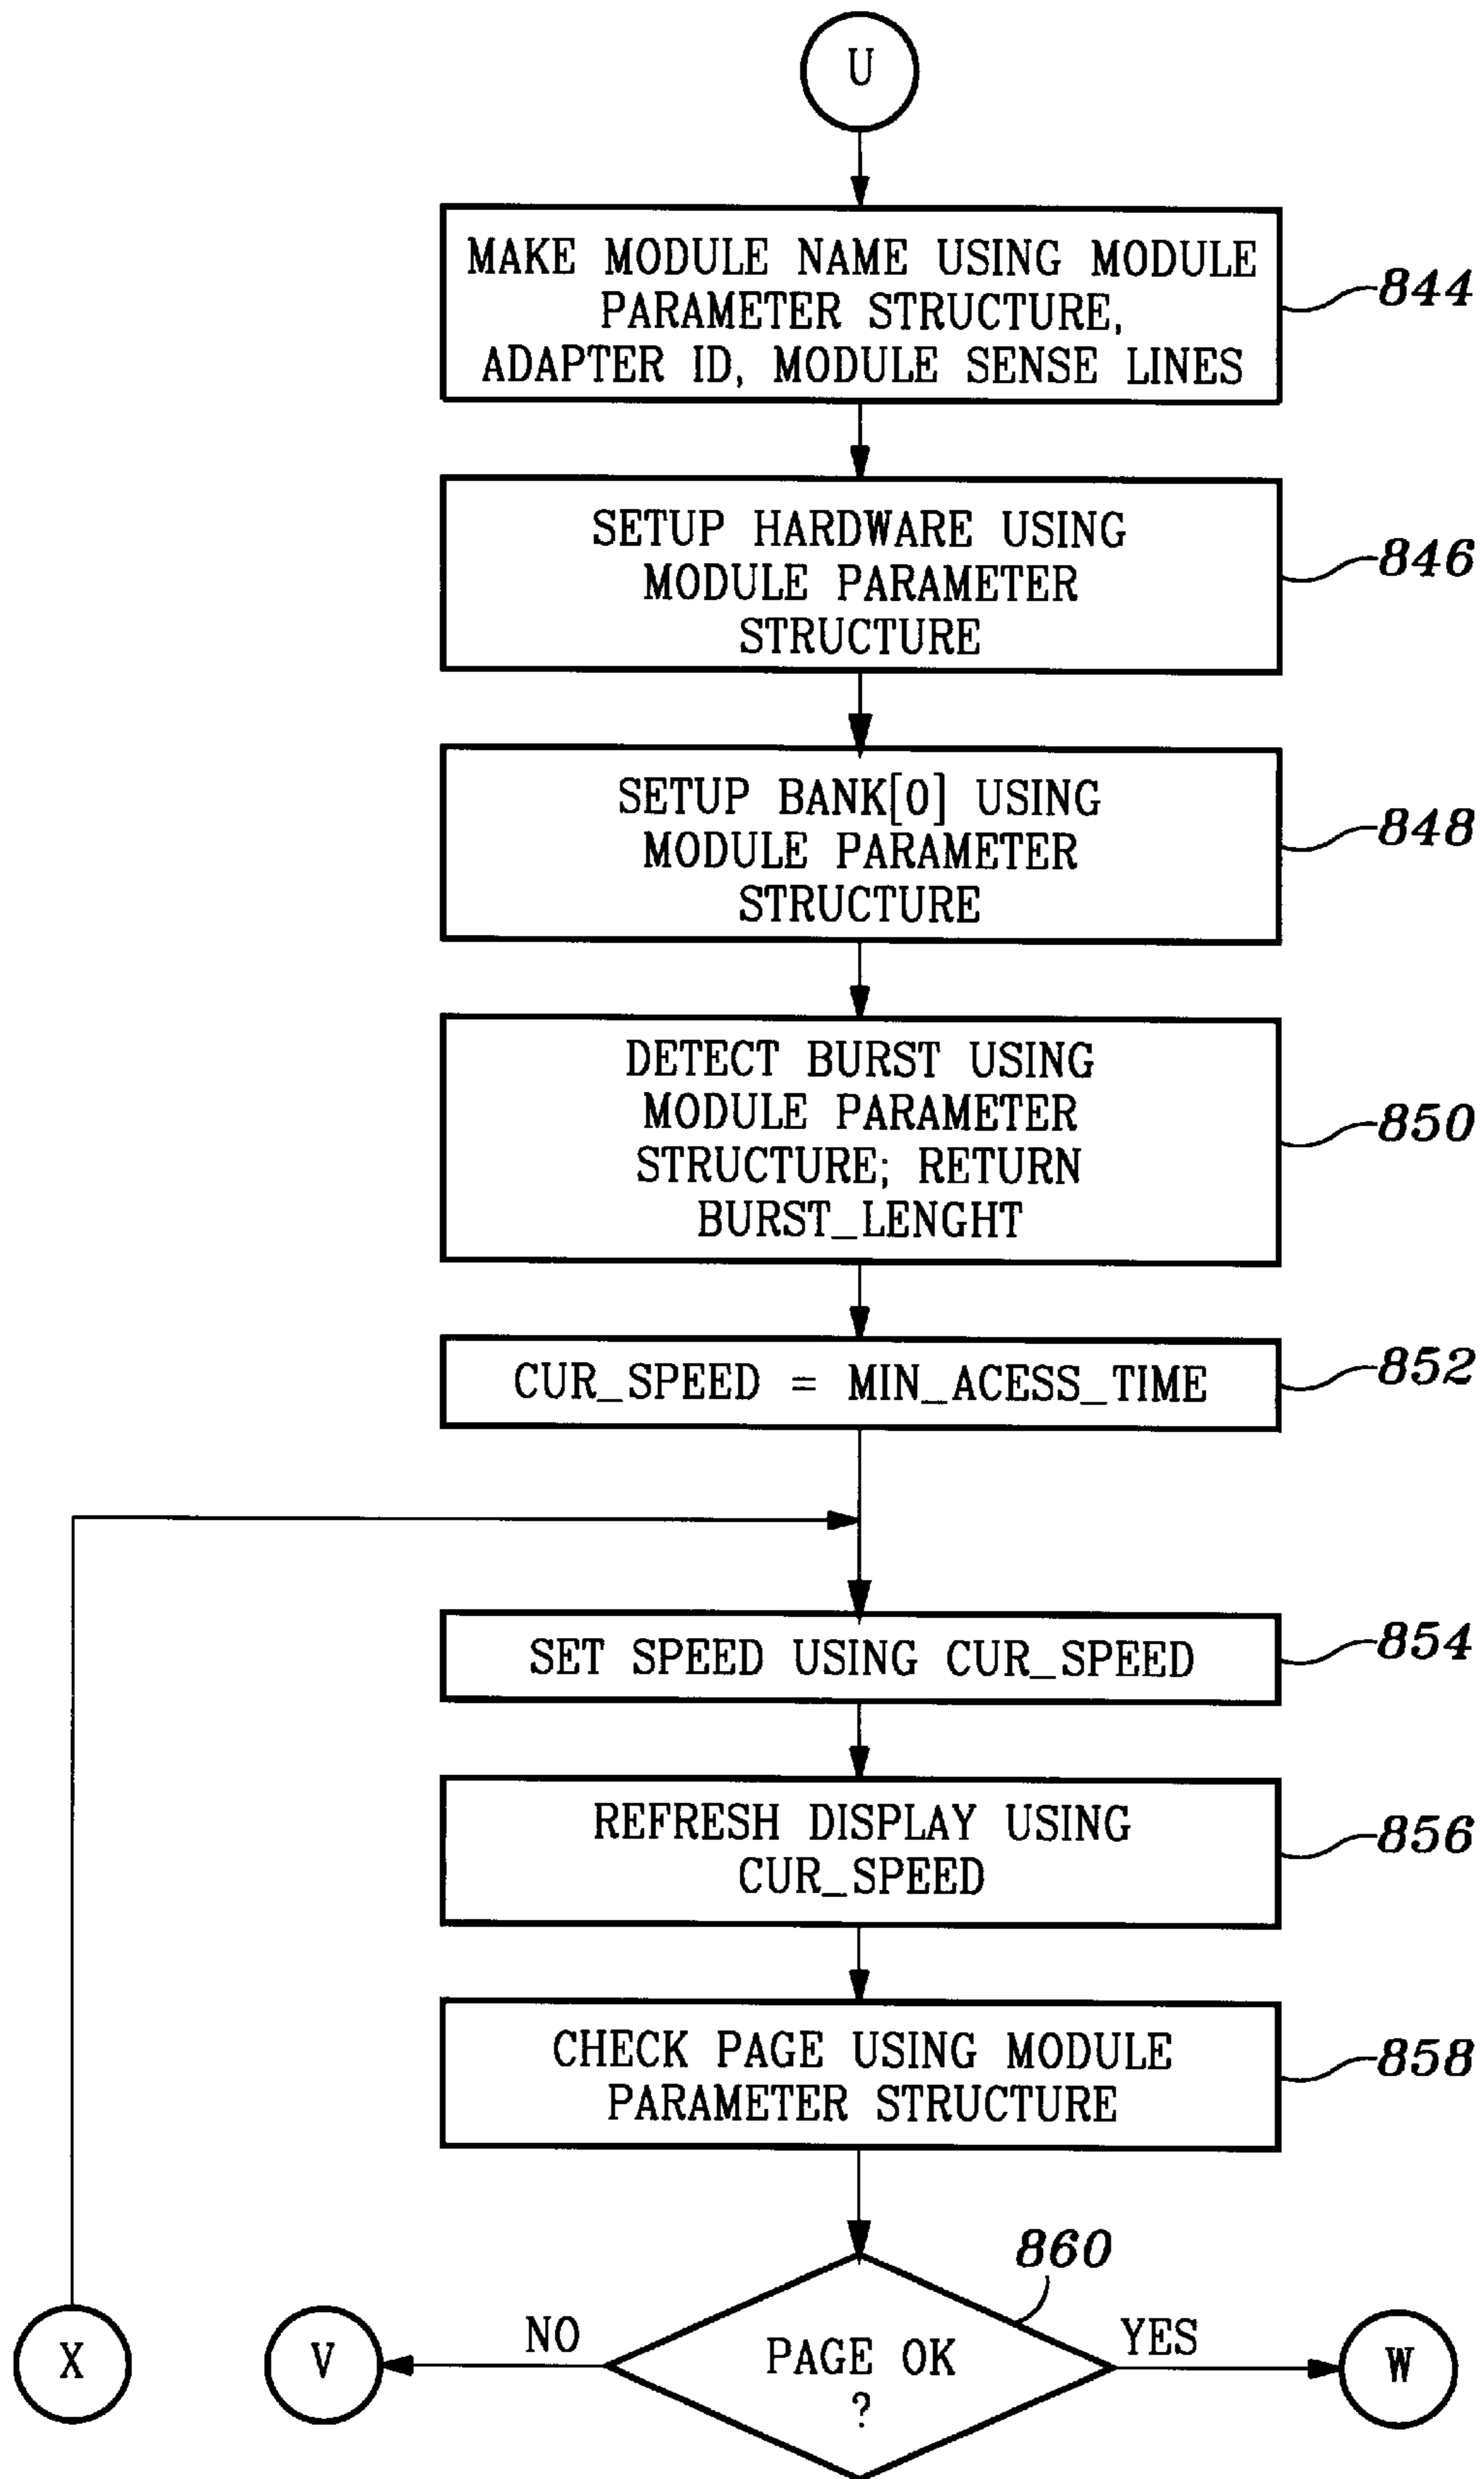 U
MAKE MODULE NAME USING MODULE
PARAMETER STRUCTURE,
ADAPTER ID, MODULE SENSE LINES
844
SETUP HARDWARE USING
MODULE PARAMETER
STRUCTURE
846
SETUP BANK[0] USING
MODULE PARAMETER
STRUCTURE
848
DETECT BURST USING
MODULE PARAMETER
STRUCTURE; RETURN
BURST_LENGHT
850
CUR_SPEED = MIN_ACESS_TIME
852
SET SPEED USING CUR_SPEED
854
REFRESH DISPLAY USING
CUR_SPEED
856
CHECK PAGE USING MODULE
PARAMETER STRUCTURE
858
860
X
V
NO
PAGE OK
?
YES
W